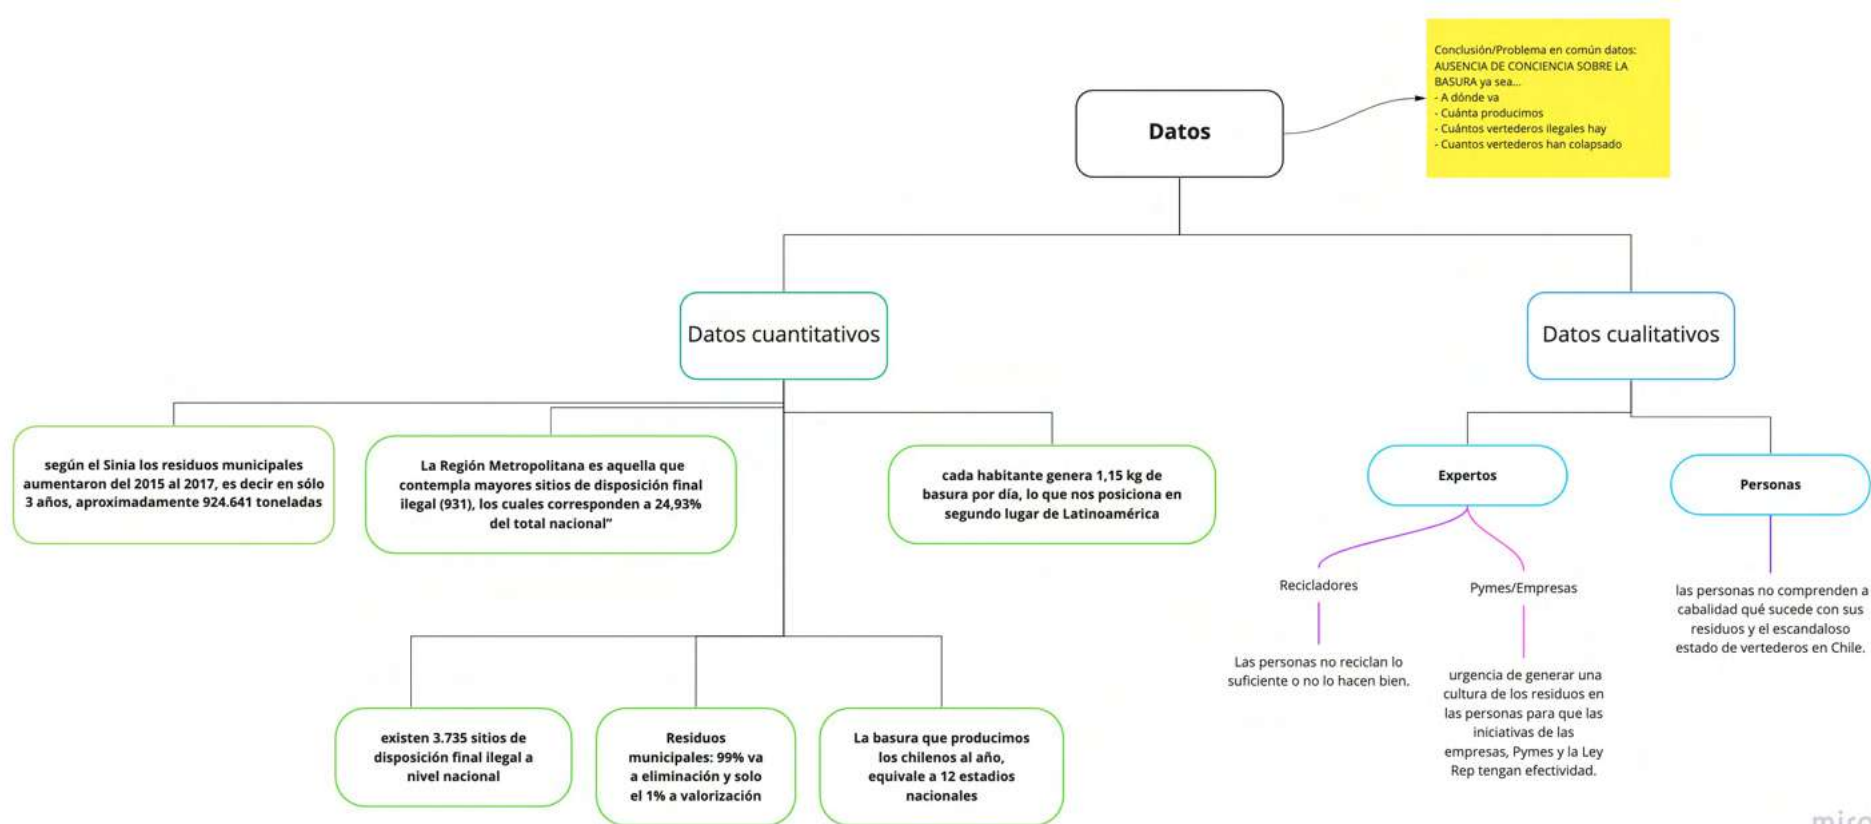 Conclusión/Problema en común datos:
AUSENCIA DE CONCIENCIA SOBRE LA
BASURA ya sea...
- A dónde va
- Cuánta producimos
- Cuántos vertederos ilegales hay
- Cuantos vertederos han colapsado
Datos
Datos cuantitativos
Datos cualitativos
según el Sinia los residuos municipales
aumentaron del 2015 al 2017, es decir en sólo
3 años, aproximadamente 924.641 toneladas
La Región Metropolitana es aquella que
contempla mayores sitios de disposición final
ilegal (931), los cuales corresponden a 24,93%
del total nacional”
cada habitante genera 1,15 kg de
basura por día, lo que nos posiciona en
segundo lugar de Latinoamérica
Expertos
Personas
Recicladores
Pymes/Empresas
Las personas no reciclan lo
suficiente o no lo hacen bien.
urgencia de generar una
cultura de los residuos en
las personas para que las
iniciativas de las
empresas, Pymes y la Ley
Rep tengan efectividad.
las personas no comprenden a
cabalidad qué sucede con sus
residuos y el escandaloso
estado de vertederos en Chile.
existen 3.735 sitios de
disposición final ilegal a
nivel nacional
Residuos
municipales: 99% va
a eliminación y solo
el 1% a valorización
La basura que producimos
los chilenos al año,
equivale a 12 estadios
nacionales